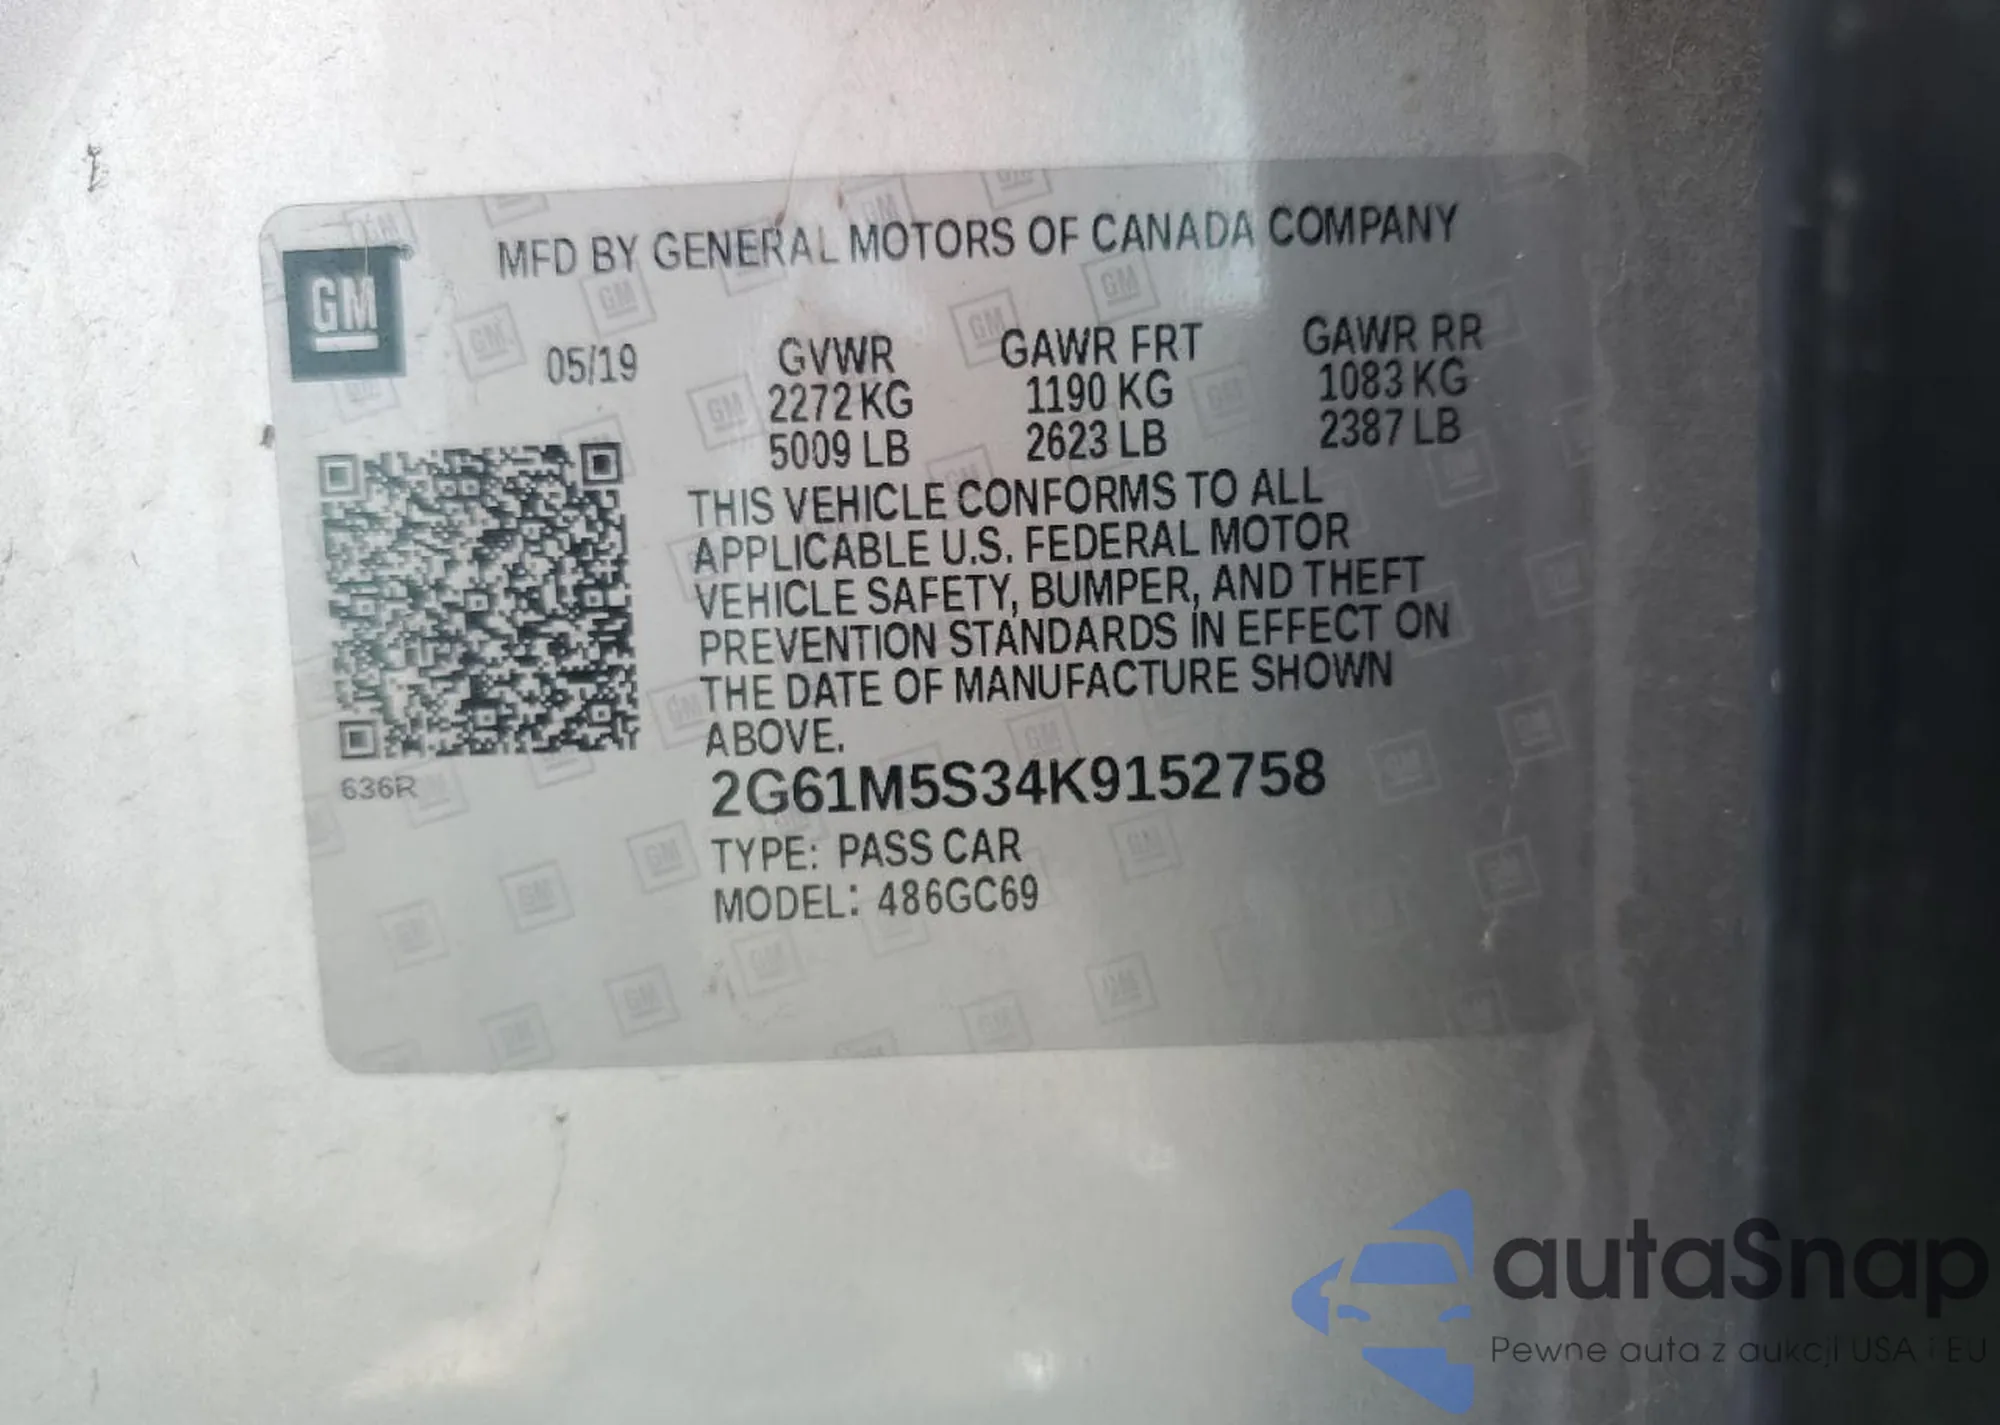 MFD BY GENERAL MOTORS OF CANADA COMPANY
GM
05/19
GVWR GAWR FRT GAWR RR
2272 KG 1190 KG 1083 KG
5009 LB 2623 LB 2387 LB
THIS VEHICLE CONFORMS TO ALL
APPLICABLE U.S. FEDERAL MOTOR
VEHICLE SAFETY, BUMPER, AND THEFT
PREVENTION STANDARDS IN EFFECT ON
THE DATE OF MANUFACTURE SHOWN
ABOVE.
636R
2G61M5S34K9152758
TYPE: PASS CAR
MODEL: 486GC69
autaSnap
Pewne auta z aukcji USA i EU